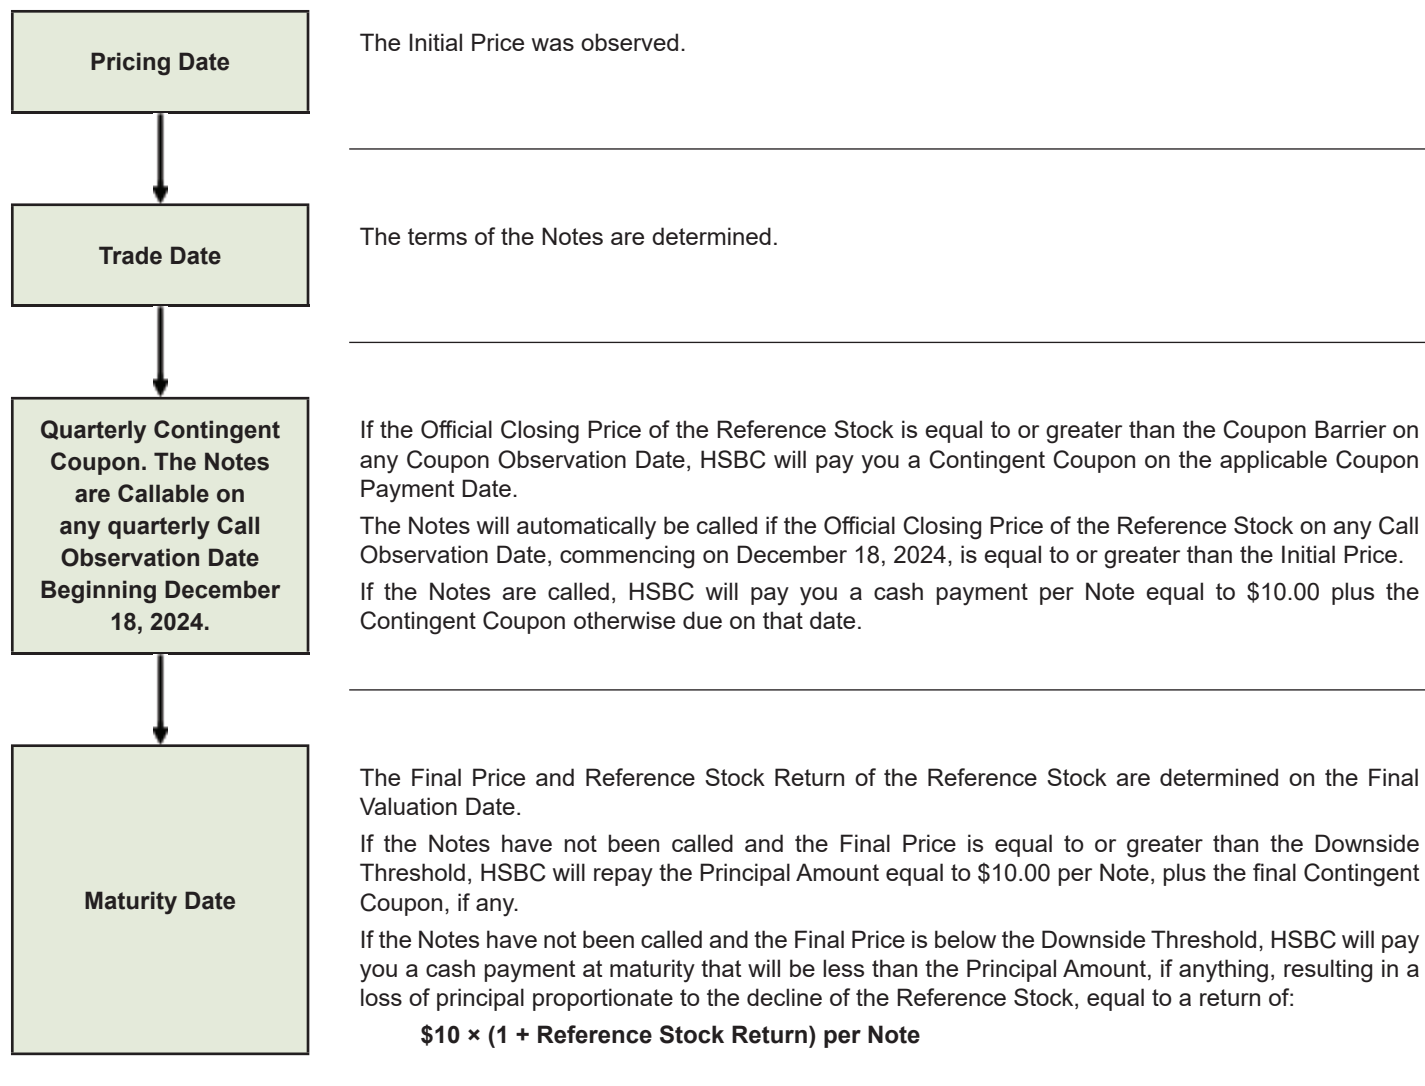 Pricing Date
The Initial Price was observed.
Trade Date
The terms of the Notes are determined.
Quarterly Contingent
Coupon. The Notes
are Callable on
any quarterly Call
Observation Date
Beginning December
18, 2024.
If the Official Closing Price of the Reference Stock is equal to or greater than the Coupon Barrier on
any Coupon Observation Date, HSBC will pay you a Contingent Coupon on the applicable Coupon
Payment Date.
The Notes will automatically be called if the Official Closing Price of the Reference Stock on any Call
Observation Date, commencing on December 18, 2024, is equal to or greater than the Initial Price.
If the Notes are called, HSBC will pay you a cash payment per Note equal to $10.00 plus the
Contingent Coupon otherwise due on that date.
Maturity Date
The Final Price and Reference Stock Return of the Reference Stock are determined on the Final
Valuation Date.
If the Notes have not been called and the Final Price is equal to or greater than the Downside
Threshold, HSBC will repay the Principal Amount equal to $10.00 per Note, plus the final Contingent
Coupon, if any.
If the Notes have not been called and the Final Price is below the Downside Threshold, HSBC will pay
you a cash payment at maturity that will be less than the Principal Amount, if anything, resulting in a
loss of principal proportionate to the decline of the Reference Stock, equal to a return of:
$10 × (1 + Reference Stock Return) per Note